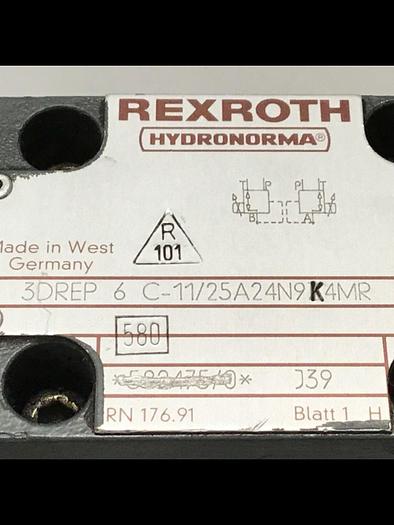 REXROTH
HYDRONORMA®
T P P T
B A
R
101
Made in West
Germany
3DREP 6 C-11/25A24N9K4MR
580
J39
RN 176.91 Blatt 1 H